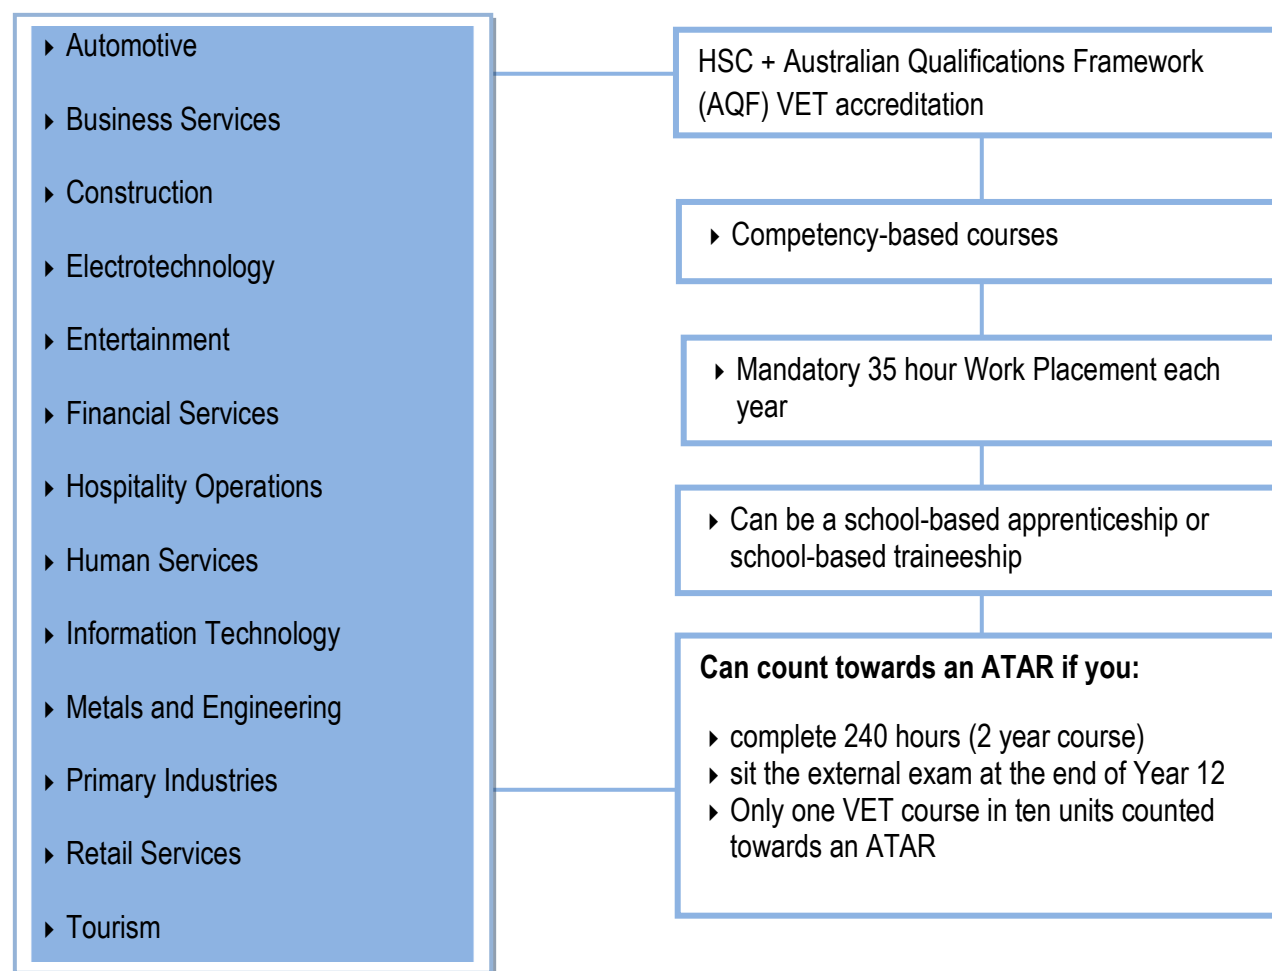 ‣ Automotive
‣ Business Services
‣ Construction
‣ Electrotechnology
‣ Entertainment
‣ Financial Services
‣ Hospitality Operations
‣ Human Services
‣ Information Technology
‣ Metals and Engineering
‣ Primary Industries
‣ Retail Services
‣ Tourism
HSC + Australian Qualifications Framework
(AQF) VET accreditation
‣ Competency-based courses
‣ Mandatory 35 hour Work Placement each
year
‣ Can be a school-based apprenticeship or
school-based traineeship
Can count towards an ATAR if you:
‣ complete 240 hours (2 year course)
‣ sit the external exam at the end of Year 12
‣ Only one VET course in ten units counted
towards an ATAR